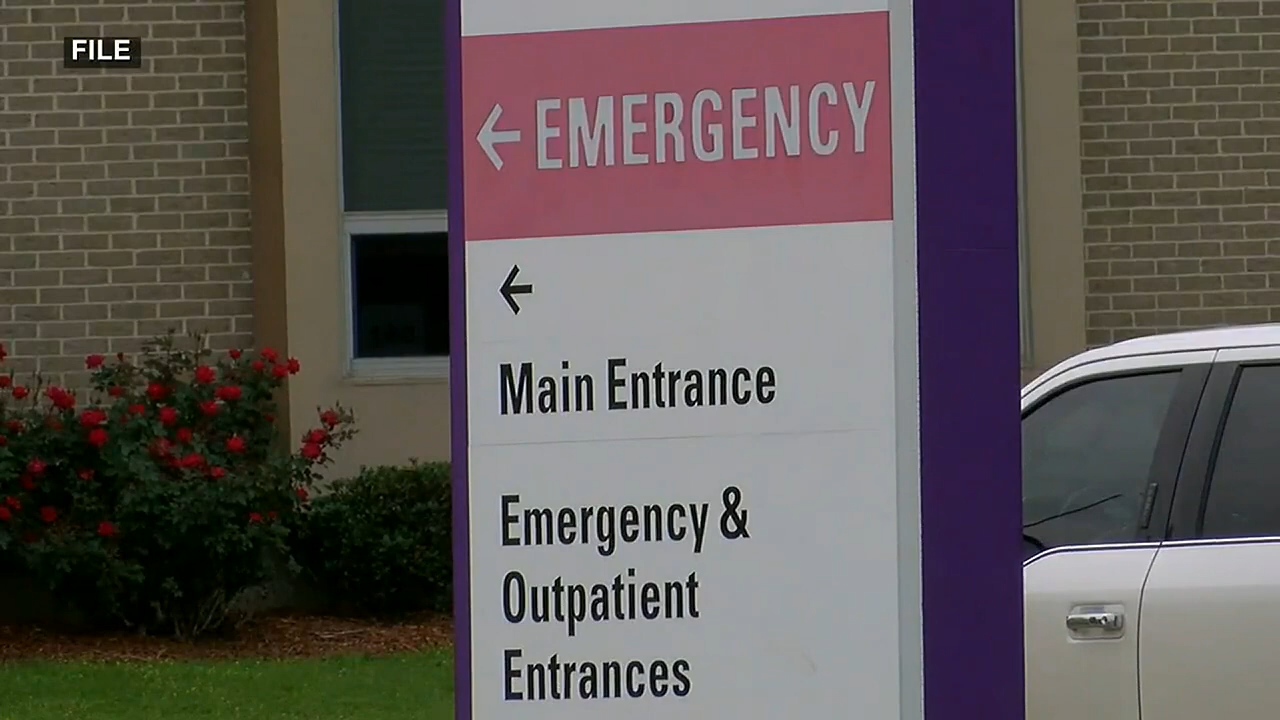 FILE
← EMERGENCY
←
Main Entrance
Emergency &
Outpatient
Entrances